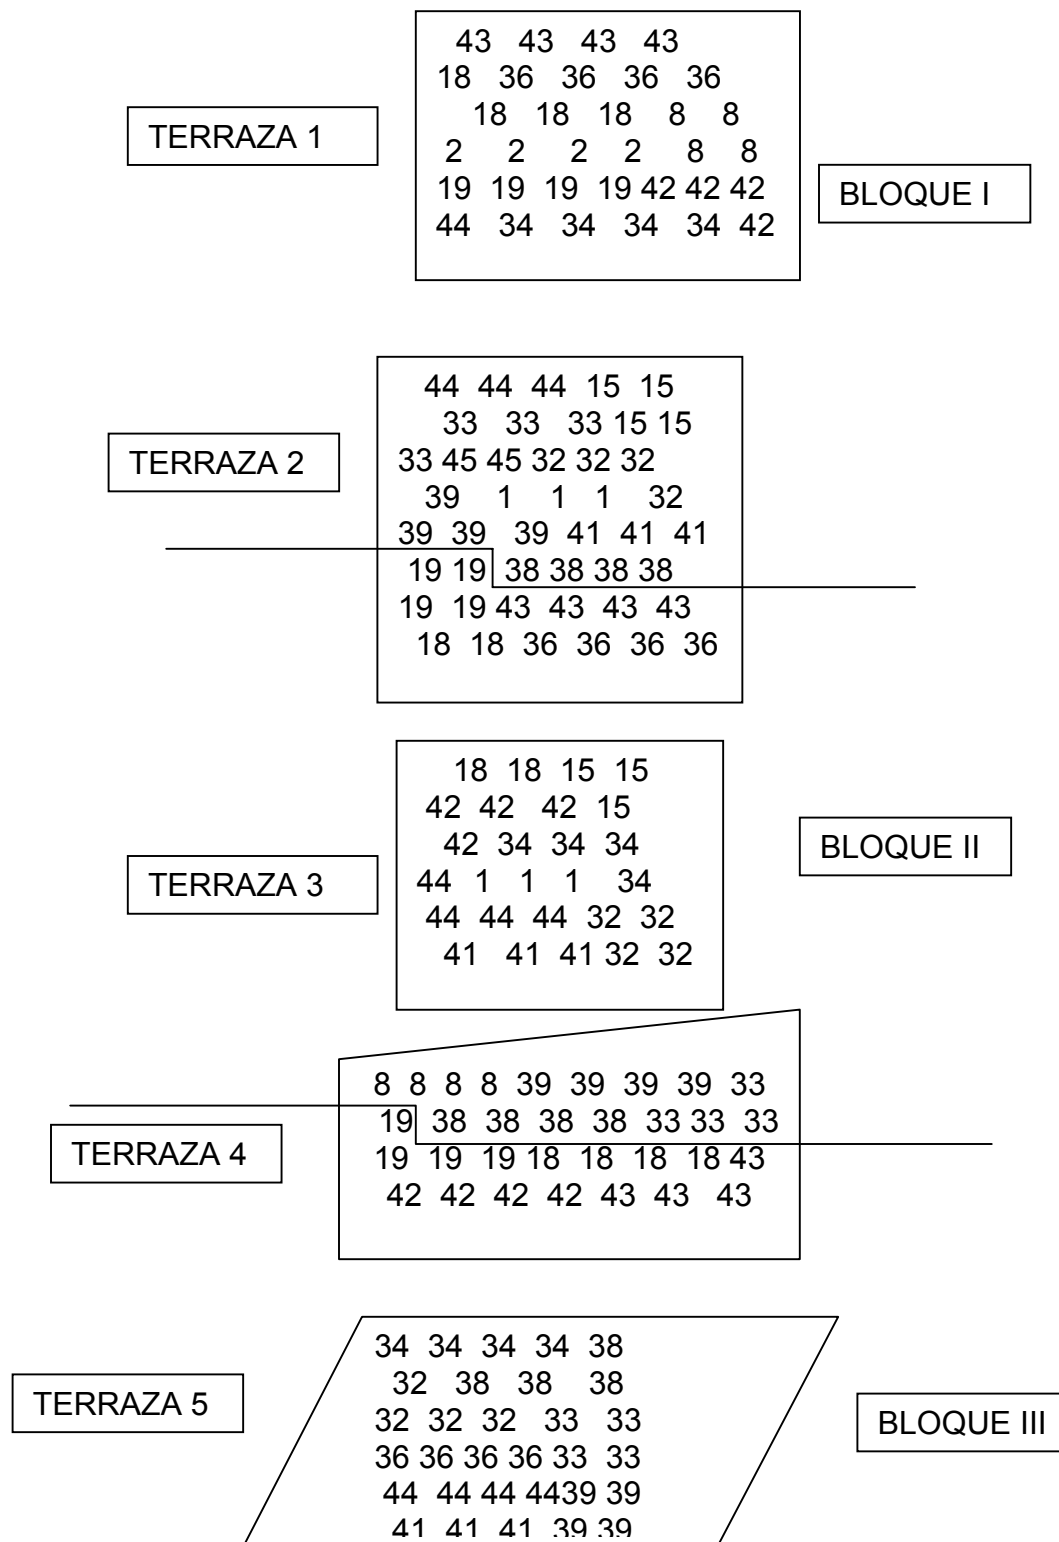 43 43 43 43
18 36 36 36 36
18 18 18 8 8
TERRAZA 1
2 2 2 2 8 8
19 19 19 19 42 42 42
BLOQUE I
44 34 34 34 34 42
44 44 44 15 15
33 33 33 15 15
TERRAZA 2
33 45 45 32 32 32
39 1 1 1 32
39 39 39 41 41 41
19 19 38 38 38 38
19 19 43 43 43 43
18 18 36 36 36 36
18 18 15 15
42 42 42 15
42 34 34 34
BLOQUE II
TERRAZA 3
44 1 1 1 34
44 44 44 32 32
41 41 41 32 32
8 8 8 8 39 39 39 39 33
19 38 38 38 38 33 33 33
TERRAZA 4
19 19 19 18 18 18 18 43
42 42 42 42 43 43 43
34 34 34 34 38
32 38 38 38
TERRAZA 5
32 32 32 33 33
BLOQUE III
36 36 36 36 33 33
44 44 44 4439 39
41 41 41 39 39